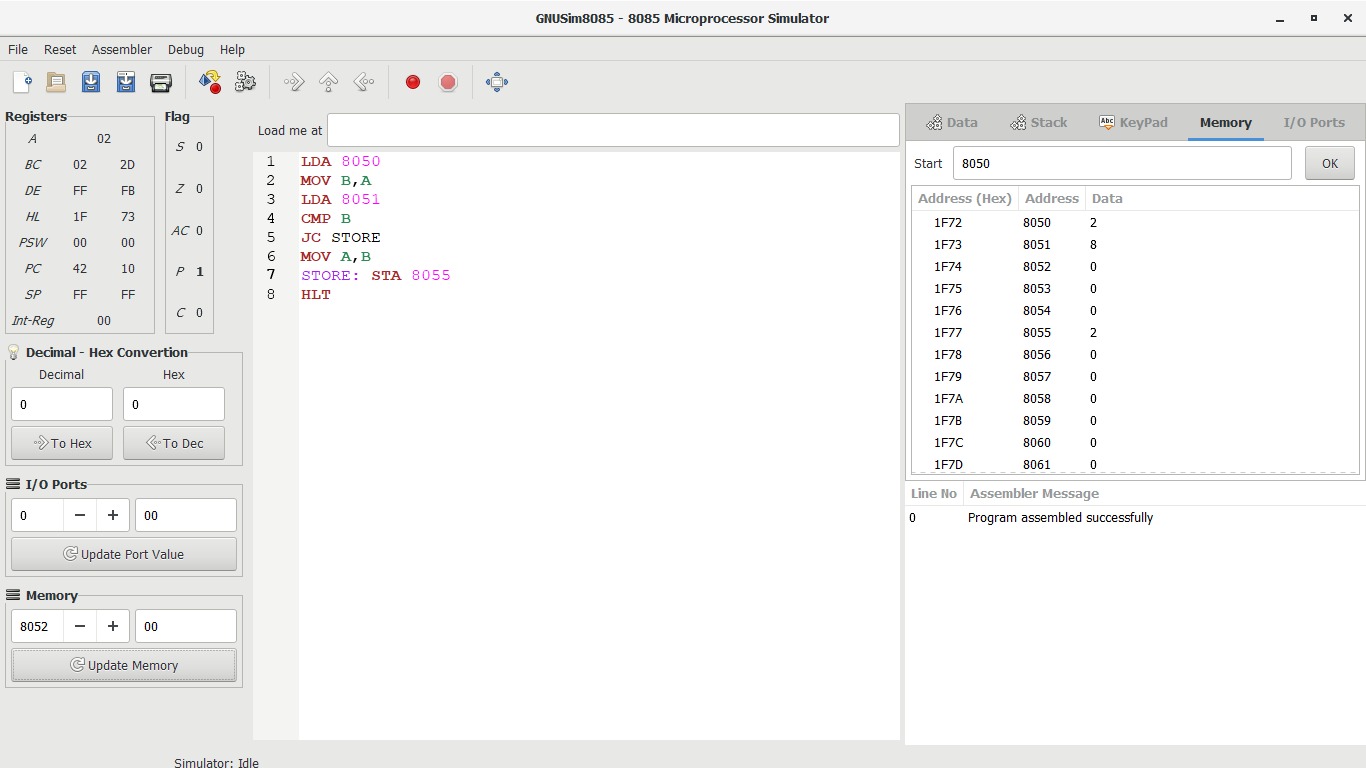 GNUSim8085 - 8085 Microprocessor Simulator
File Reset Assembler Debug Help
Registers
A 02
BC 02 2D
DE FF FB
HL 1F 73
PSW 00 00
PC 42 10
SP FF FF
Int-Reg 00
Flag
S 0
Z 0
AC 0
P 1
C 0
Decimal - Hex Convertion
Decimal Hex
0 0
To Hex To Dec
I/O Ports
0 00
Update Port Value
Memory
8052 00
Update Memory
Load me at
1 LDA 8050
2 MOV B,A
3 LDA 8051
4 CMP B
5 JC STORE
6 MOV A,B
7 STORE: STA 8055
8 HLT
Data Stack Abc KeyPad Memory I/O Ports
Start 8050 OK
Address (Hex) Address Data
1F72 8050 2
1F73 8051 8
1F74 8052 0
1F75 8053 0
1F76 8054 0
1F77 8055 2
1F78 8056 0
1F79 8057 0
1F7A 8058 0
1F7B 8059 0
1F7C 8060 0
1F7D 8061 0
Line No Assembler Message
0 Program assembled successfully
Simulator: Idle